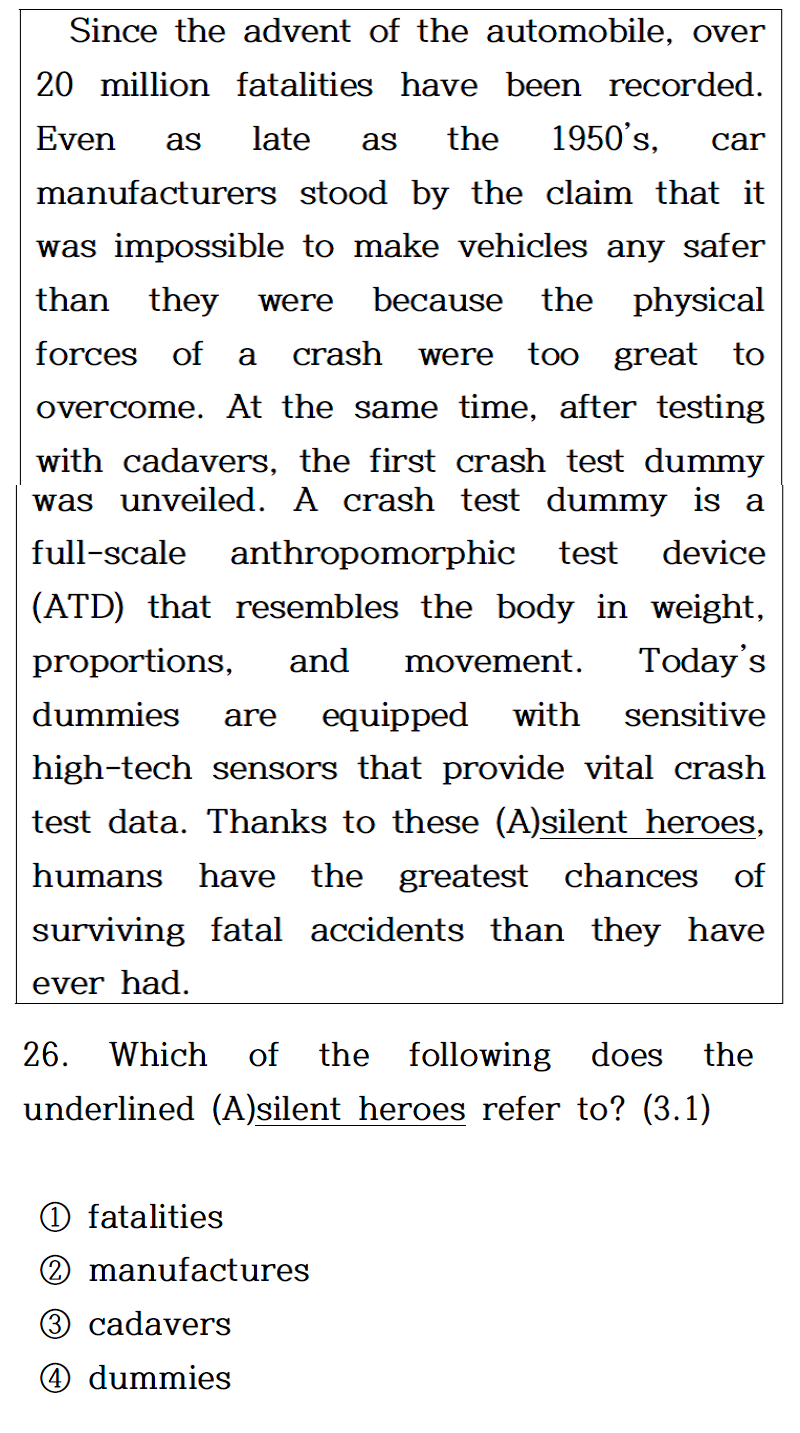 Since the advent of the automobile, over
20 million fatalities have been recorded.
Even as late as the 1950's, car
manufacturers stood by the claim that it
was impossible to make vehicles any safer
than they were because the physical
forces of a crash were too great to
overcome. At the same time, after testing
with cadavers, the first crash test dummy
was unveiled. A crash test dummy is a
full-scale anthropomorphic test device
(ATD) that resembles the body in weight,
proportions, and movement. Today's
dummies are equipped with sensitive
high-tech sensors that provide vital crash
test data. Thanks to these (A)silent heroes,
humans have the greatest chances of
surviving fatal accidents than they have
ever had.
26. Which of the following does the
underlined (A)silent heroes refer to? (3.1)
① fatalities
② manufactures
③ cadavers
④ dummies